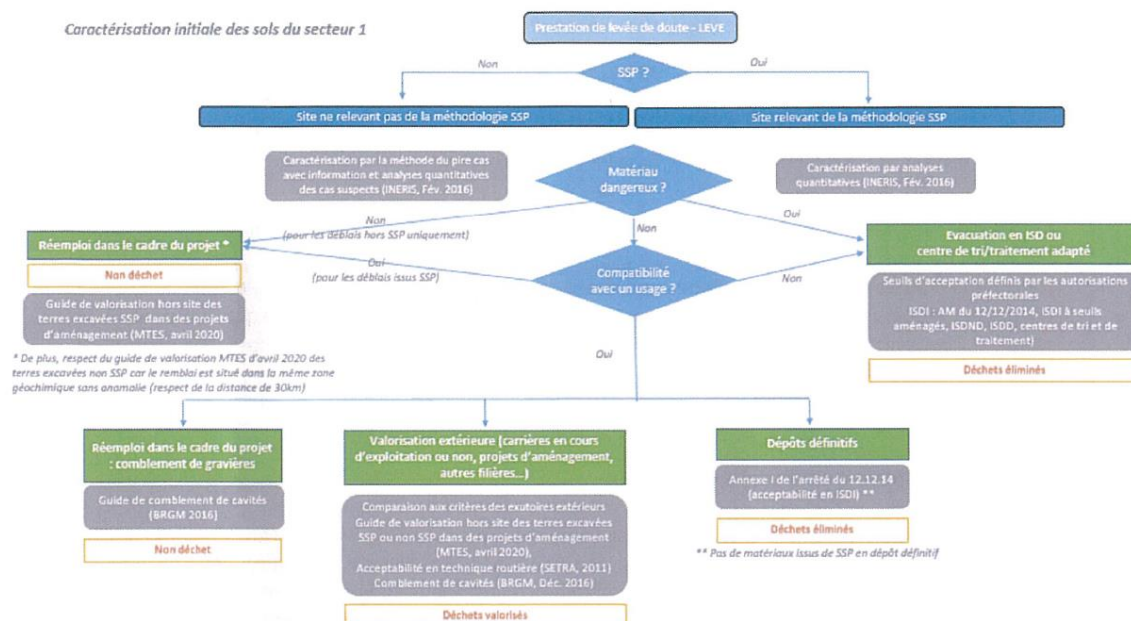 Caractérisation initiale des sols du secteur 1
Prestation de levée de doute - LEVE
Non
SSP ?
Oui
Site ne relevant pas de la méthodologie SSP
Site relevant de la méthodologie SSP
Caractérisation par la méthode du pire cas
avec information et analyses quantitatives
des cas suspects (INERIS, Fév. 2016)
Matériau
dangereux ?
Caractérisation par analyses
quantitatives (INERIS, Fév. 2016)
Non
(pour les déblais hors SSP uniquement)
Non
Oui
Réemploi dans le cadre du projet *
Non déchet
Guide de valorisation hors site des
terres excavées SSP dans des projets
d'aménagement (MTES, avril 2020)
Oui
(pour les déblais issus SSP)
Compatibilité
avec un usage ?
Non
Evacuation en ISD ou
centre de tri/traitement adapté
Seuils d'acceptation définis par les autorisations
préfectorales
ISDI : AM du 12/12/2014, ISDI à seuils
aménagés, ISDND, ISDD, centres de tri et de
traitement)
Déchets éliminés
* De plus, respect du guide de valorisation MTES d'avril 2020 des
terres excavées non SSP car le remblai est situé dans la même zone
géochimique sans anomalie (respect de la distance de 30km)
Oui
Réemploi dans le cadre du projet
: comblement de gravières
Guide de comblement de cavités
(BRGM 2016)
Non déchet
Valorisation extérieure (carrières en cours
d'exploitation ou non, projets d'aménagement,
autres filières...)
Comparaison aux critères des exutoires extérieurs
Guide de valorisation hors site des terres excavées
SSP ou non SSP dans des projets d'aménagement
(MTES, avril 2020),
Acceptabilité en technique routière (SETRA, 2011)
Comblement de cavités (BRGM, Déc. 2016)
Déchets valorisés
Dépôts définitifs
Annexe I de l'arrêté du 12.12.14
(acceptabilité en ISDI) **
Déchets éliminés
** Pas de matériaux issus de SSP en dépôt définitif